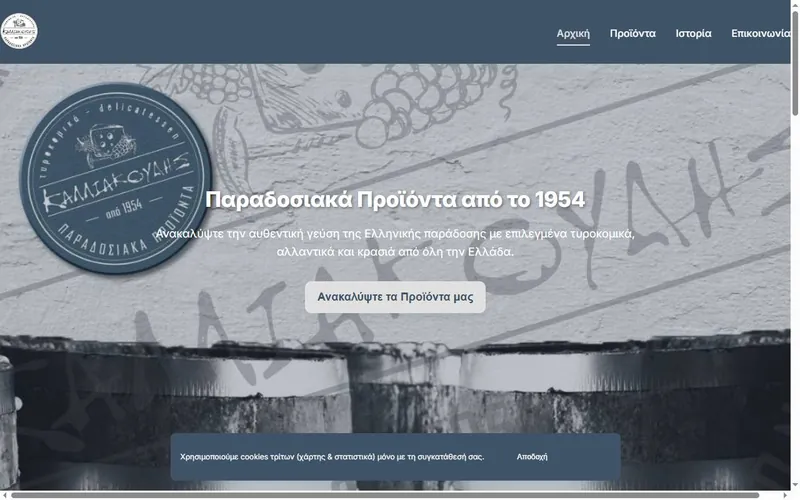 Αρχική Προϊόντα Ιστορία Επικοινωνία
τυροκομικά - delicatessen
ΚΑΛΛΙΑΚΟΥΔΗΣ
από 1954
ΠΑΡΑΔΟΣΙΑΚΑ ΠΡΟΪΟΝΤΑ
Παραδοσιακά Προϊόντα από το 1954
Ανακαλύψτε την αυθεντική γεύση της Ελληνικής παράδοσης με επιλεγμένα τυροκομικά,
αλλαντικά και κρασιά από όλη την Ελλάδα.
Ανακαλύψτε τα Προϊόντα μας
Χρησιμοποιούμε cookies τρίτων (χάρτης & στατιστικά) μόνο με τη συγκατάθεσή σας. Αποδοχή